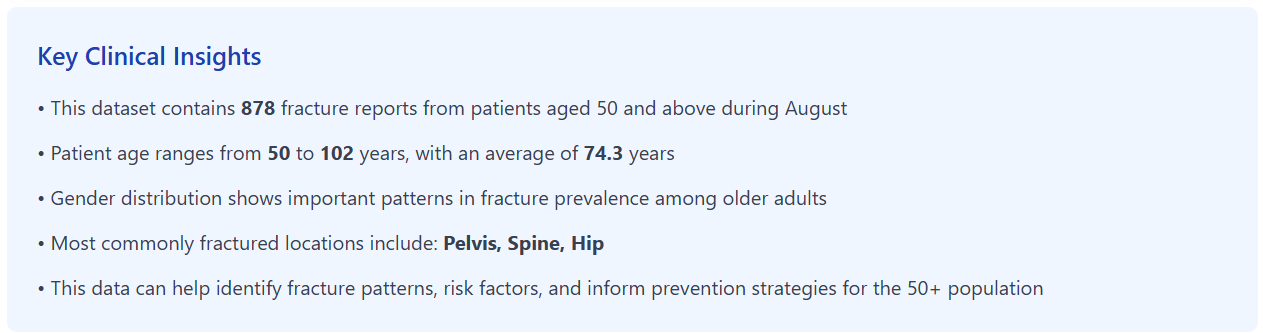 Key Clinical Insights
• This dataset contains 878 fracture reports from patients aged 50 and above during August
• Patient age ranges from 50 to 102 years, with an average of 74.3 years
• Gender distribution shows important patterns in fracture prevalence among older adults
• Most commonly fractured locations include: Pelvis, Spine, Hip
• This data can help identify fracture patterns, risk factors, and inform prevention strategies for the 50+ population